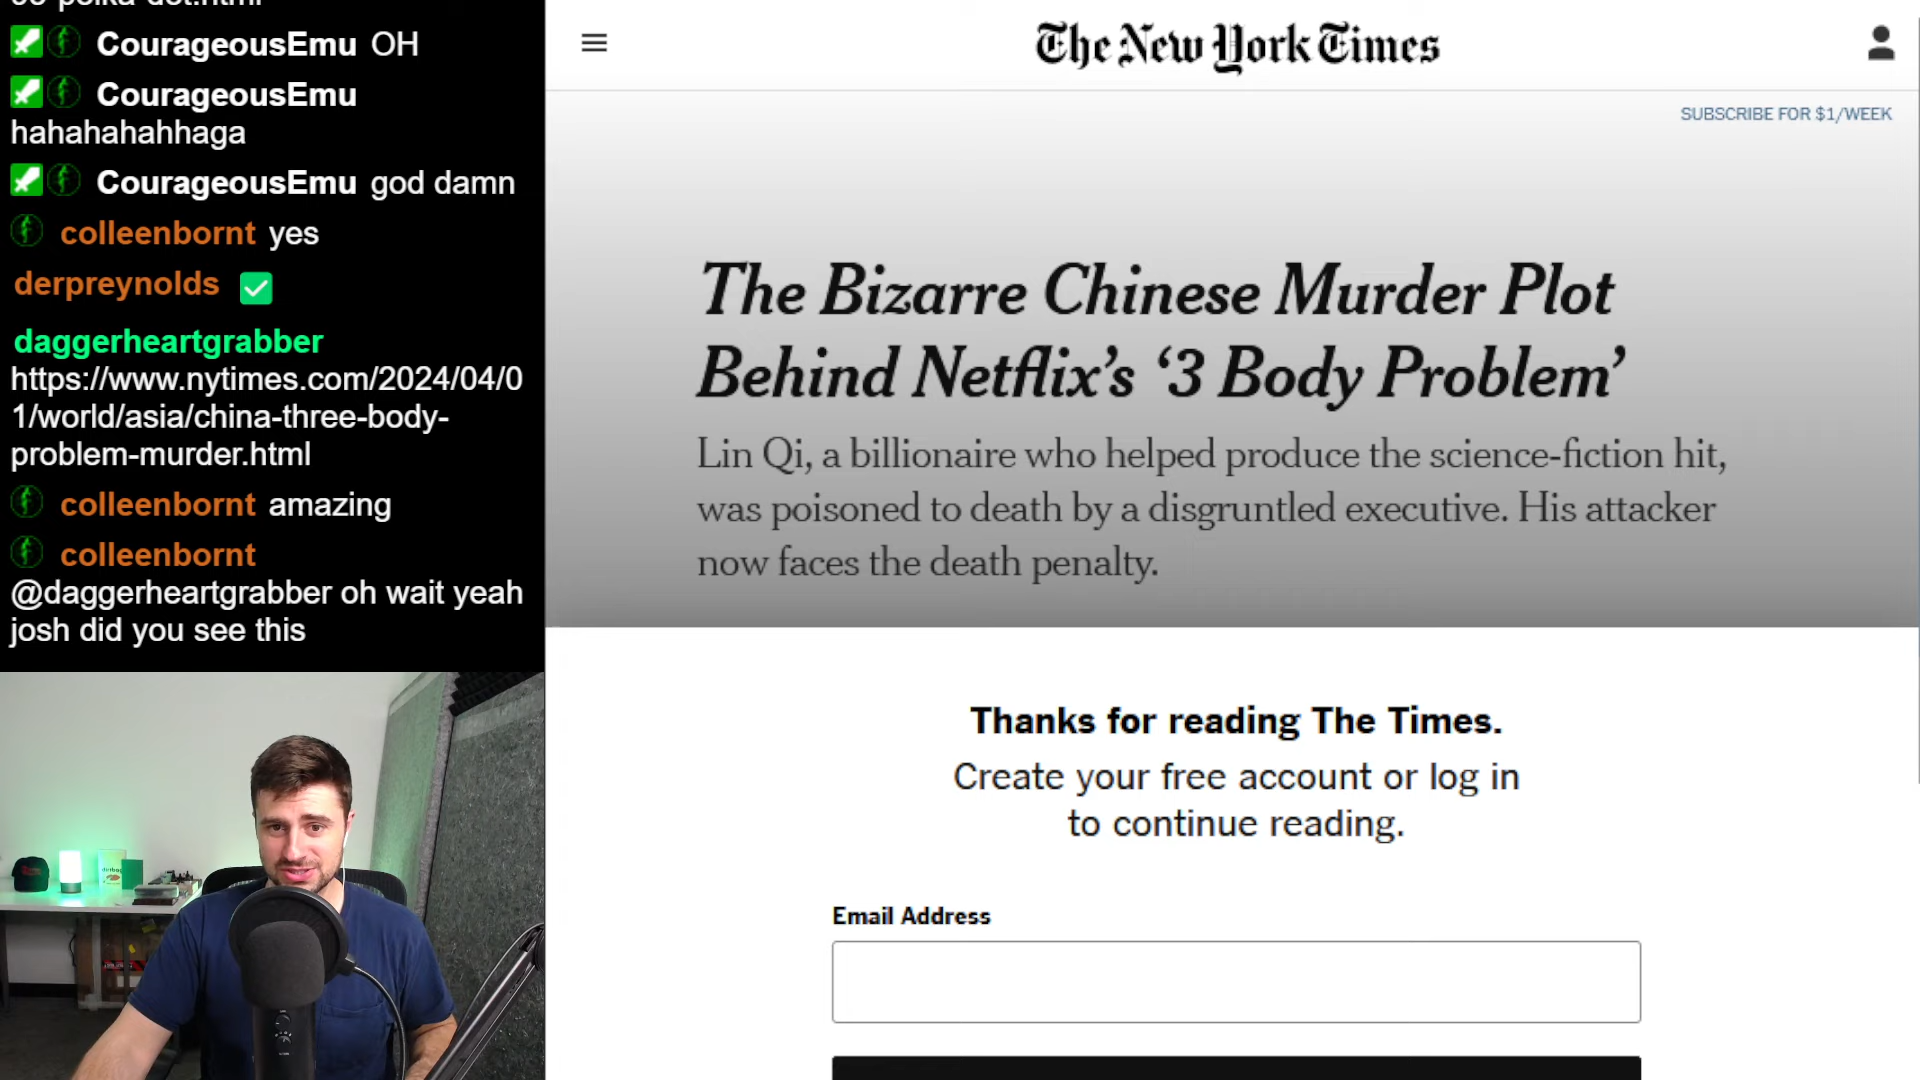 CourageousEmu OH
CourageousEmu
hahahahahhaga
CourageousEmu god damn
colleenbornt yes
derpreynolds
daggerheartgrabber
https://www.nytimes.com/2024/04/0
1/world/asia/china-three-body-
problem-murder.html
colleenbornt amazing
colleenbornt
@daggerheartgrabber oh wait yeah
josh did you see this
The New York Times
SUBSCRIBE FOR $1/WEEK
The Bizarre Chinese Murder Plot
Behind Netflix’s ‘3 Body Problem’
Lin Qi, a billionaire who helped produce the science-fiction hit,
was poisoned to death by a disgruntled executive. His attacker
now faces the death penalty.
Thanks for reading The Times.
Create your free account or log in
to continue reading.
Email Address